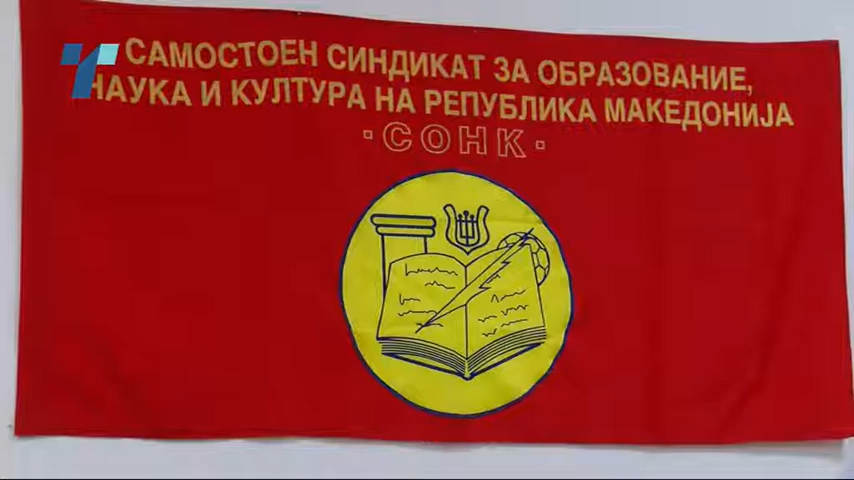 САМОСТОЕН СИНДИКАТ ЗА ОБРАЗОВАНИЕ,
НАУКА И КУЛТУРА НА РЕПУБЛИКА МАКЕДОНИЈА
· СОНК ·